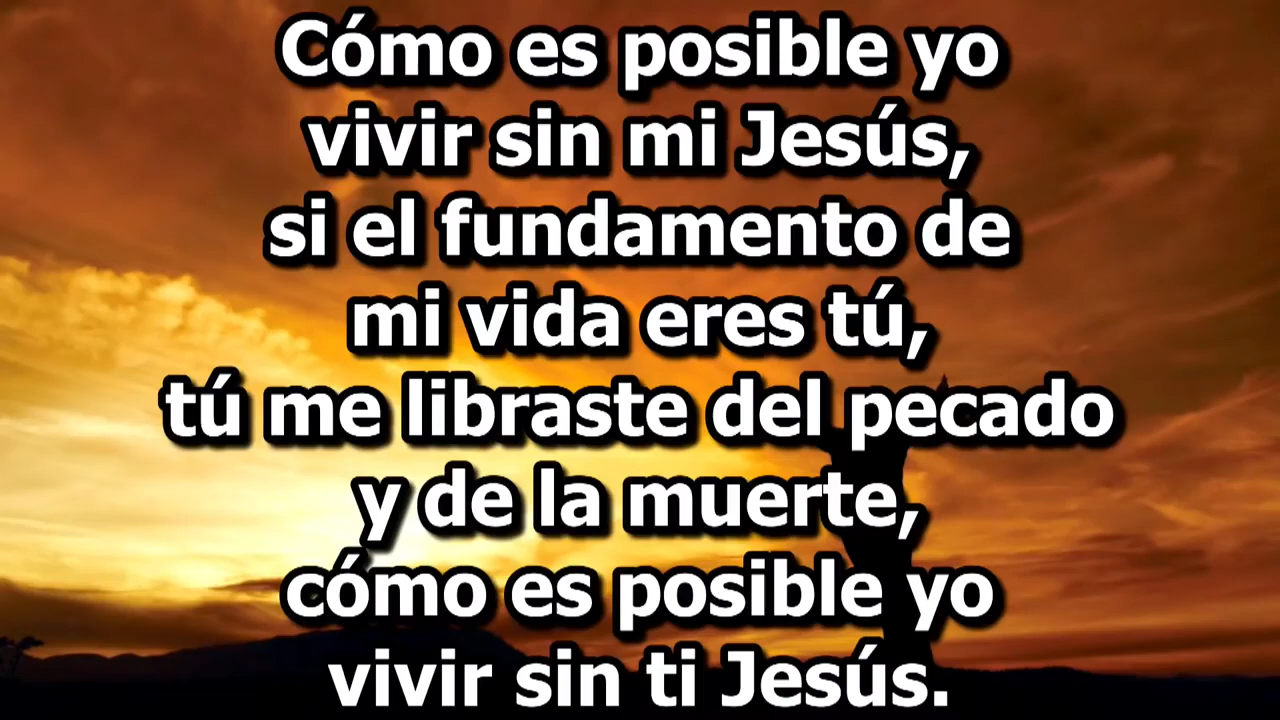 Cómo es posible yo
vivir sin mi Jesús,
si el fundamento de
mi vida eres tú,
tú me libraste del pecado
y de la muerte,
cómo es posible yo
vivir sin ti Jesús.